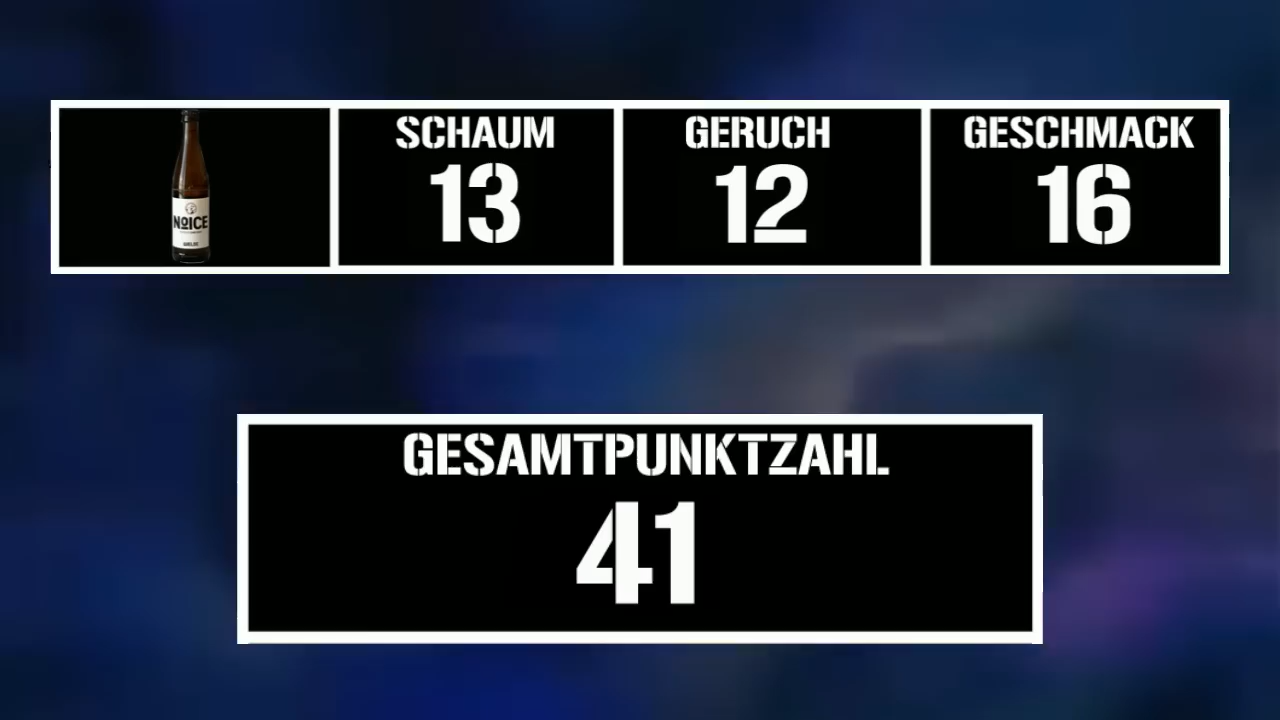 SCHAUM
13
GERUCH
12
GESCHMACK
16
NOICE
GESAMTPUNKTZAHL
41